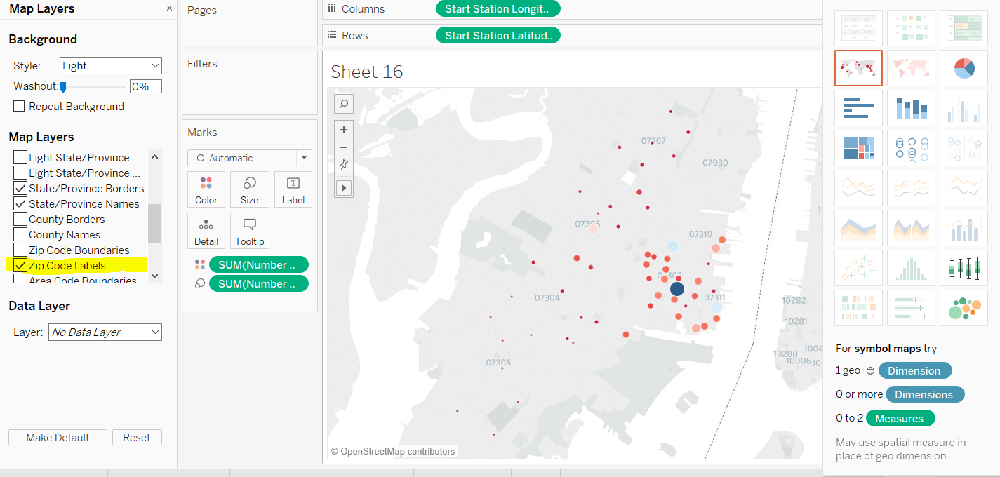 Map Layers
×
Background
Style:
Light
Washout:
0%
Repeat Background
Map Layers
Light State/Province ...
Light State/Province ...
State/Province Borders
State/Province Names
County Borders
County Names
Zip Code Boundaries
Zip Code Labels
Area Code Boundaries
Data Layer
Layer:
No Data Layer
Make Default
Reset
Pages
Filters
Marks
Automatic
Color
Size
Label
Detail
Tooltip
SUM(Number ..
SUM(Number ..
Columns
Start Station Longit..
Rows
Start Station Latitud..
Sheet 16
07307
07030
07310
07304
07311
07305
10282
10281
10280
10006
© OpenStreetMap contributors
For symbol maps try
1 geo
Dimension
0 or more
Dimensions
0 to 2
Measures
May use spatial measure in
place of geo dimension